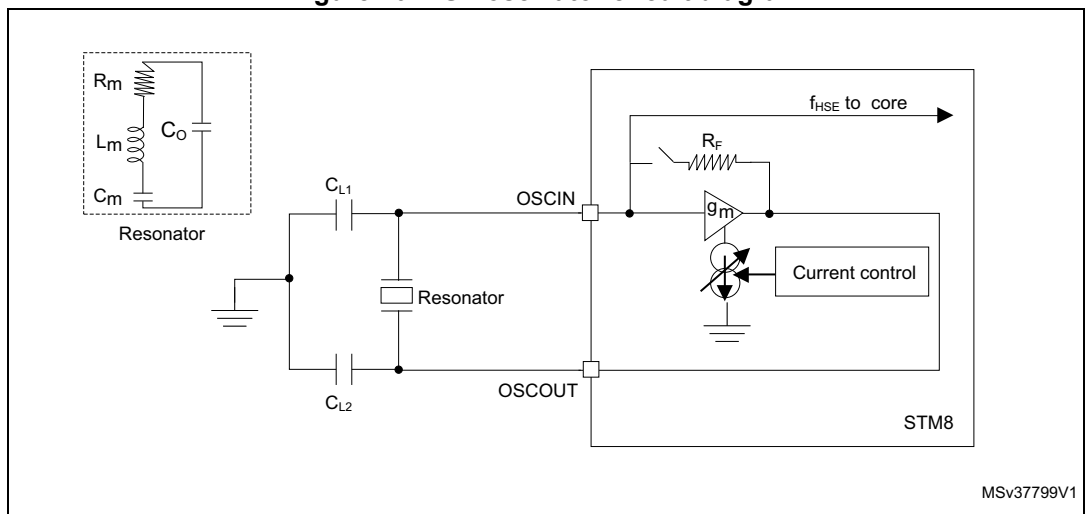 Rm
Lm
CO
Cm
Resonator
CL1
CL2
Resonator
OSCIN
OSCOUT
fHSE to core
RF
gm
Current control
STM8
MSv37799V1